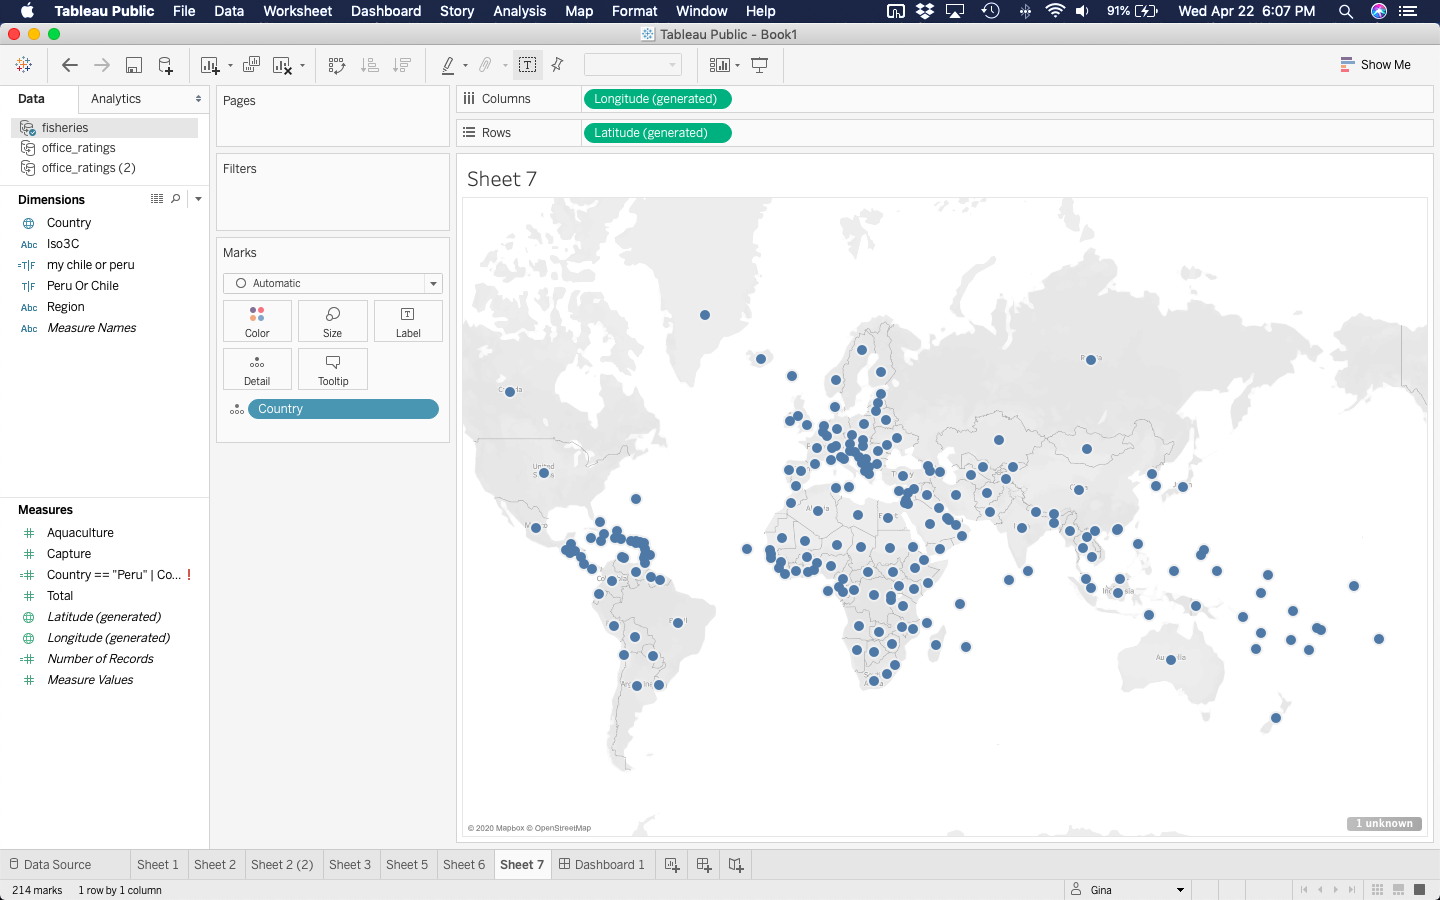 Tableau Public File Data Worksheet Dashboard Story Analysis Map Format Window Help 91% Wed Apr 22 6:07 PM
Tableau Public - Book1
Show Me
Data Analytics
fisheries
office_ratings
office_ratings (2)
Dimensions
Country
Abc Iso3C
=T|F my chile or peru
T|F Peru Or Chile
Abc Region
Abc Measure Names
Measures
Aquaculture
Capture
Country == "Peru" | Co... !
Total
Latitude (generated)
Longitude (generated)
Number of Records
Measure Values
Pages
Filters
Marks
Automatic
Color Size Label
Detail Tooltip
Country
Columns Longitude (generated)
Rows Latitude (generated)
Sheet 7
© 2020 Mapbox © OpenStreetMap
1 unknown
Data Source Sheet 1 Sheet 2 Sheet 2 (2) Sheet 3 Sheet 5 Sheet 6 Sheet 7 Dashboard 1
214 marks 1 row by 1 column Gina